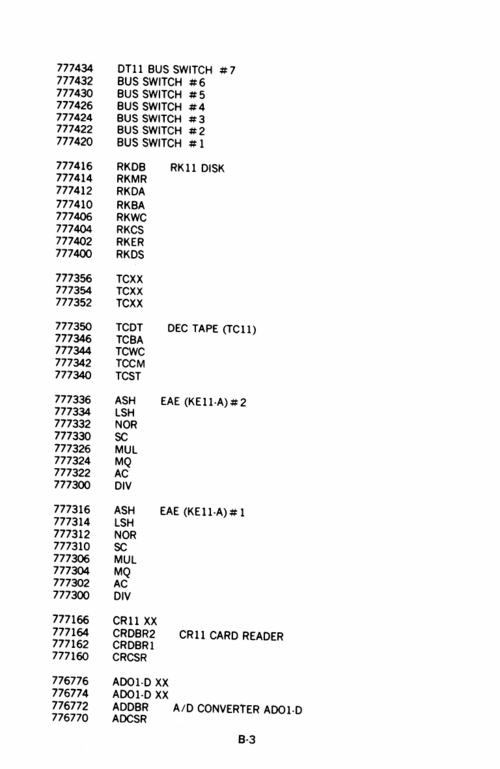 777434 DT11 BUS SWITCH #7
777432 BUS SWITCH #6
777430 BUS SWITCH #5
777426 BUS SWITCH #4
777424 BUS SWITCH #3
777422 BUS SWITCH #2
777420 BUS SWITCH #1
777416 RKDB RK11 DISK
777414 RKMR
777412 RKDA
777410 RKBA
777406 RKWC
777404 RKCS
777402 RKER
777400 RKDS
777356 TCXX
777354 TCXX
777352 TCXX
777350 TCDT DEC TAPE (TC11)
777346 TCBA
777344 TCWC
777342 TCCM
777340 TCST
777336 ASH EAE (KE11-A)#2
777334 LSH
777332 NOR
777330 SC
777326 MUL
777324 MQ
777322 AC
777300 DIV
777316 ASH EAE (KE11-A)#1
777314 LSH
777312 NOR
777310 SC
777306 MUL
777304 MQ
777302 AC
777300 DIV
777166 CR11 XX
777164 CRDBR2 CR11 CARD READER
777162 CRDBR1
777160 CRCSR
776776 ADO1-D XX
776774 ADO1-D XX
776772 ADDBR A/D CONVERTER ADO1-D
776770 ADCSR
B-3